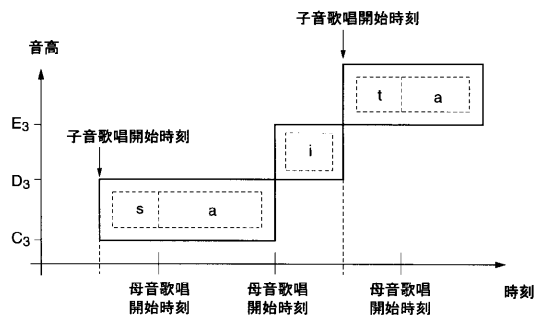 子音歌唱開始時刻
音高
t a
E3
子音歌唱開始時刻
i
D3
s a
C3
母音歌唱
開始時刻
母音歌唱
開始時刻
母音歌唱
開始時刻
時刻